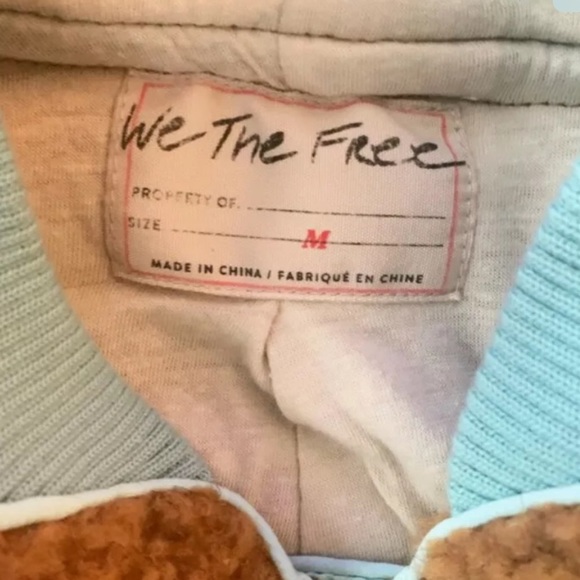 We The Free
PROPERTY OF.
SIZE M
MADE IN CHINA / FABRIQUÉ EN CHINE